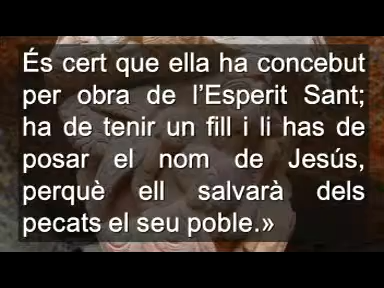 És cert que ella ha concebut
per obra de l’Esperit Sant;
ha de tenir un fill i li has de
posar el nom de Jesús,
perquè ell salvarà dels
pecats el seu poble.»